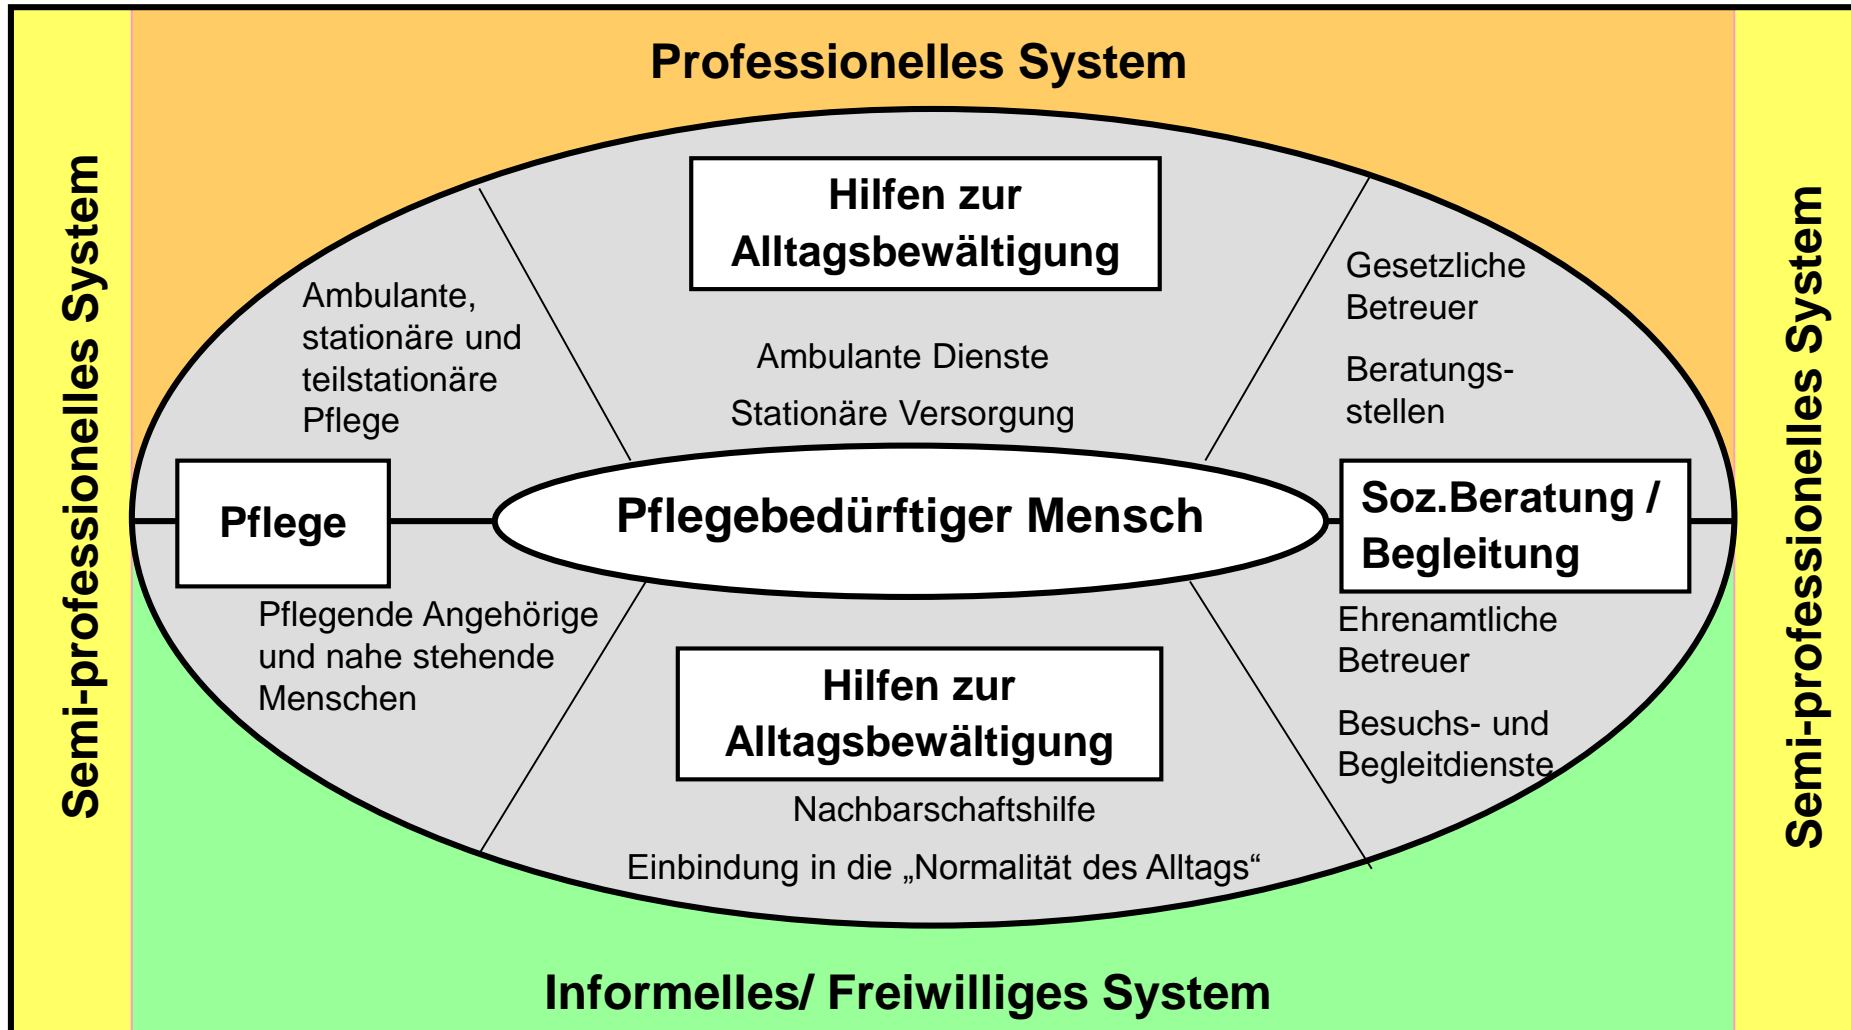 Professionelles System
Semi-professionelles System
Hilfen zur
Alltagsbewältigung
Ambulante,
stationäre und
teilstationäre
Pflege
Ambulante Dienste
Stationäre Versorgung
Gesetzliche
Betreuer
Beratungs-
stellen
Pflege
Pflegebedürftiger Mensch
Soz.Beratung /
Begleitung
Pflegende Angehörige
und nahe stehende
Menschen
Hilfen zur
Alltagsbewältigung
Nachbarschaftshilfe
Einbindung in die „Normalität des Alltags“
Ehrenamtliche
Betreuer
Besuchs- und
Begleitdienste
Semi-professionelles System
Informelles/ Freiwilliges System